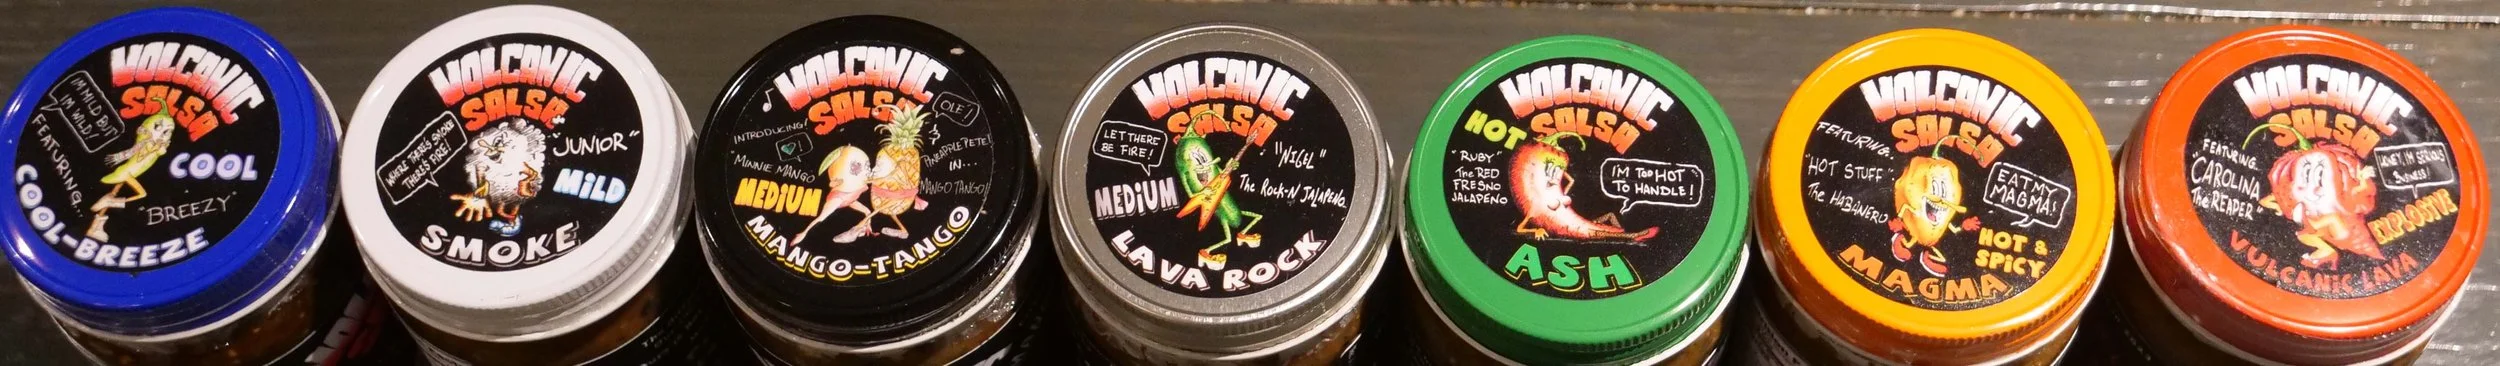 VOLCANIC
SALSA
I'M MILD BUT
I'M WILD!
FEATURING...
COOL
"BREEZY"
COOL-BREEZE
VOLCANIC
SALSA
WHERE THERE'S SMOKE
THERE'S FIRE!
"JUNIOR"
MILD
SMOKE
VOLCANIC
SALSA
OLE'!
INTRODUCING!
MINNIE MANGO
PINEAPPLE PETE!
IN...
MANGO TANGO!
MEDIUM
MANGO-TANGO
VOLCANIC
SALSA
LET THERE
BE FIRE!
"NIGEL"
The ROCK-N JALAPENO
MEDIUM
LAVA ROCK
VOLCANIC
SALSA
HOT
"RUBY"
The RED
FRESNO
JALAPEÑO
I'M TOO HOT
TO HANDLE!
ASH
VOLCANIC
SALSA
FEATURING..
"HOT STUFF"
The HABANERO
EAT MY
MAGMA!
HOT &
SPICY
MAGMA
VOLCANIC
SALSA
FEATURING
"CAROLINA
The REAPER"
I'M SERIOUS
EXPLOSIVE
VULCANIC LAVA